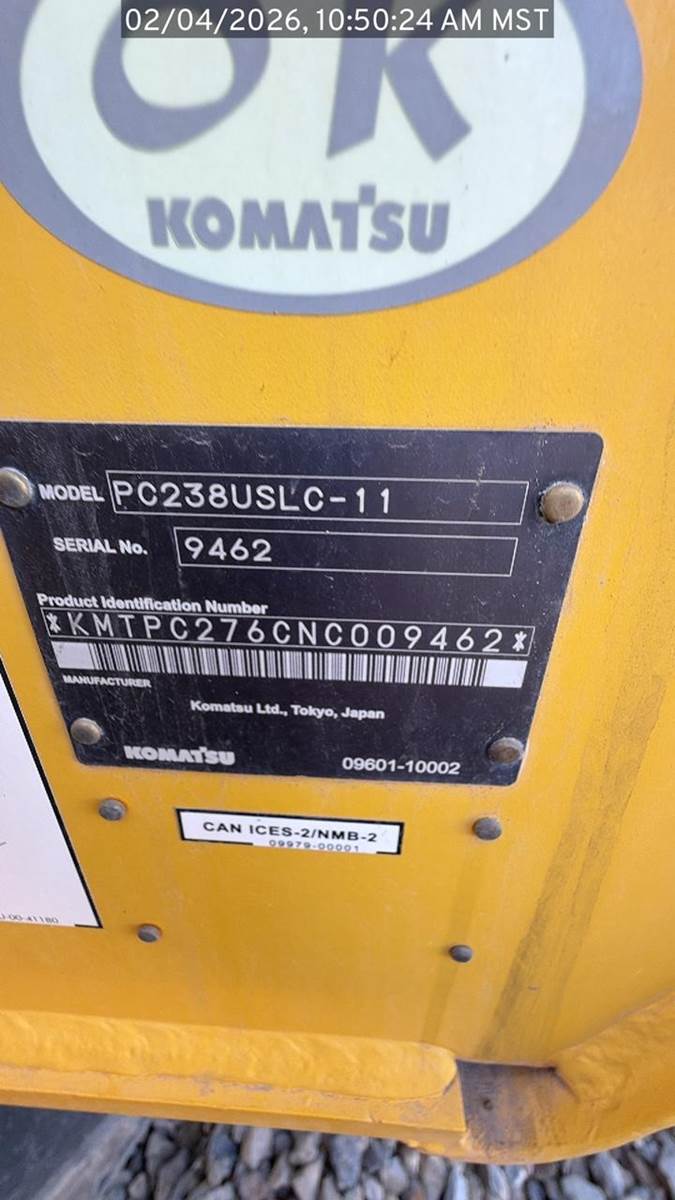 02/04/2026, 10:50:24 AM MST
OK
KOMATSU
MODEL PC238USLC-11
SERIAL No. 9462
Product Identification Number
*KMTPC276CNC009462*
MANUFACTURER
Komatsu Ltd., Tokyo, Japan
KOMATSU 09601-10002
CAN ICES-2/NMB-2
09979-00001